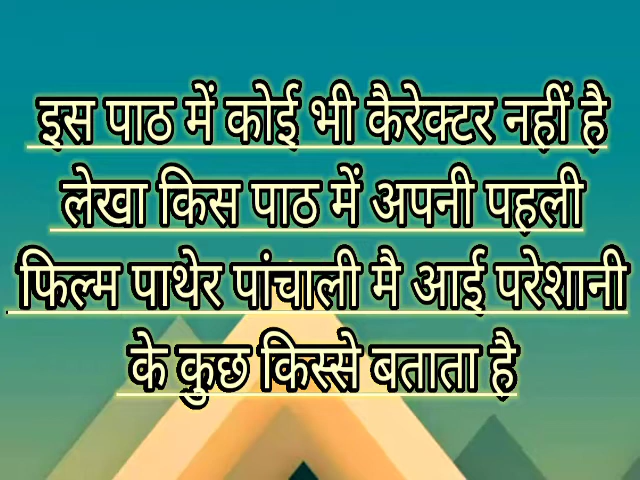 इस पाठ में कोई भी कैरेक्टर नहीं है
लेखा किस पाठ में अपनी पहली
फिल्म पाथेर पांचाली मै आई परेशानी
के कुछ किस्से बताता है